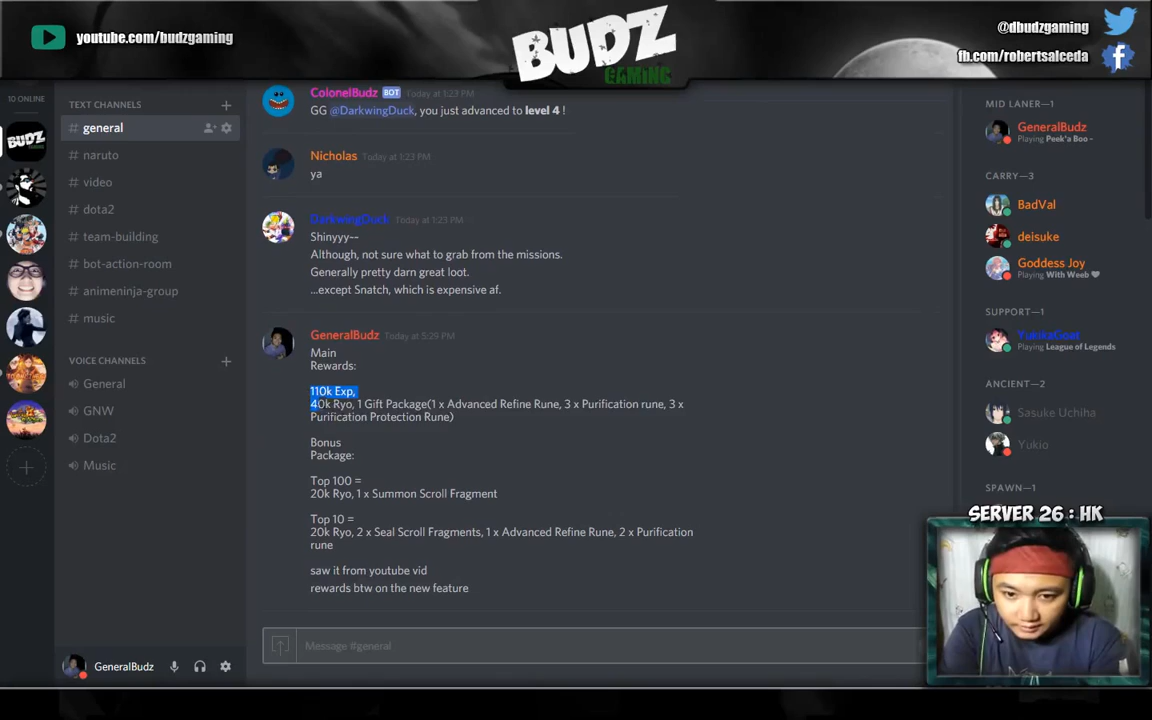 youtube.com/budzgaming
BUDZ
GAMING
@dbudzgaming
fb.com/robertsalceda
10 ONLINE
BUDZ
TEXT CHANNELS
# general
# naruto
# video
# dota2
# team-building
# bot-action-room
# animeninja-group
# music
VOICE CHANNELS
General
GNW
Dota2
Music
GeneralBudz
ColonelBudz BOT Today at 1:23 PM
GG @DarkwingDuck, you just advanced to level 4 !
Nicholas Today at 1:23 PM
ya
DarkwingDuck Today at 1:23 PM
Shinyyy~~
Although, not sure what to grab from the missions.
Generally pretty darn great loot.
...except Snatch, which is expensive af.
GeneralBudz Today at 5:29 PM
Main
Rewards:
110k Exp,
40k Ryo, 1 Gift Package(1 x Advanced Refine Rune, 3 x Purification rune, 3 x
Purification Protection Rune)
Bonus
Package:
Top 100 =
20k Ryo, 1 x Summon Scroll Fragment
Top 10 =
20k Ryo, 2 x Seal Scroll Fragments, 1 x Advanced Refine Rune, 2 x Purification
rune
saw it from youtube vid
rewards btw on the new feature
Message #general
MID LANER—1
GeneralBudz
Playing Peek'a Boo ~
CARRY—3
BadVal
deisuke
Goddess Joy
Playing With Weeb ❤
SUPPORT—1
YukikaGoat
Playing League of Legends
ANCIENT—2
Sasuke Uchiha
Yukio
SPAWN—1
SERVER 26 : HK